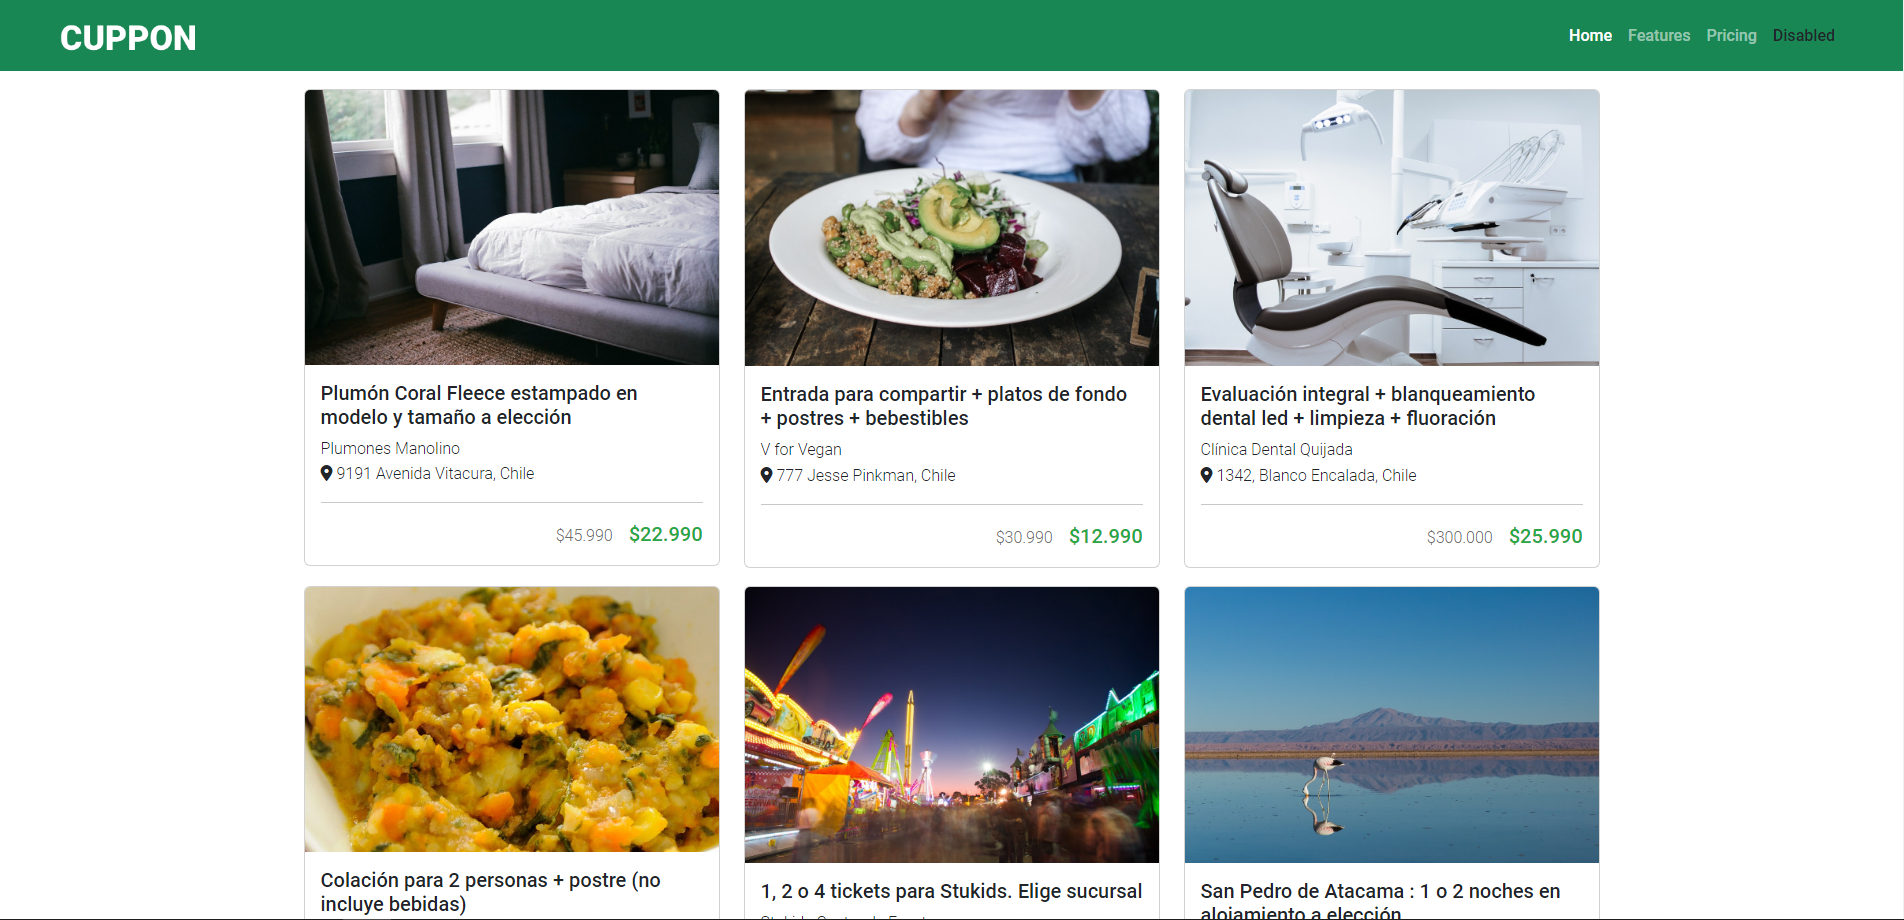 CUPPON
Home Features Pricing Disabled
Plumón Coral Fleece estampado en
modelo y tamaño a elección
Plumones Manolino
9191 Avenida Vitacura, Chile
$45.990 $22.990
Entrada para compartir + platos de fondo
+ postres + bebestibles
V for Vegan
777 Jesse Pinkman, Chile
$30.990 $12.990
Evaluación integral + blanqueamiento
dental led + limpieza + fluoración
Clínica Dental Quijada
1342, Blanco Encalada, Chile
$300.000 $25.990
Colación para 2 personas + postre (no
incluye bebidas)
1, 2 o 4 tickets para Stukids. Elige sucursal
San Pedro de Atacama : 1 o 2 noches en
alojamiento a elección